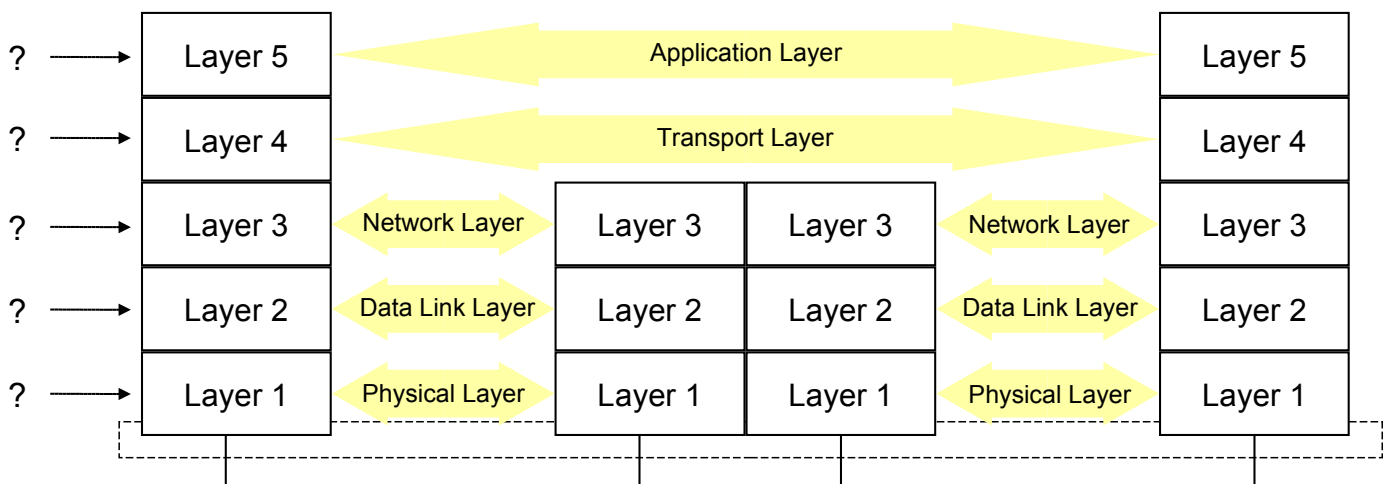 ? Layer 5 Application Layer Layer 5
? Layer 4 Transport Layer Layer 4
? Layer 3 Network Layer Layer 3 Layer 3 Network Layer Layer 3
? Layer 2 Data Link Layer Layer 2 Layer 2 Data Link Layer Layer 2
? Layer 1 Physical Layer Layer 1 Layer 1 Physical Layer Layer 1